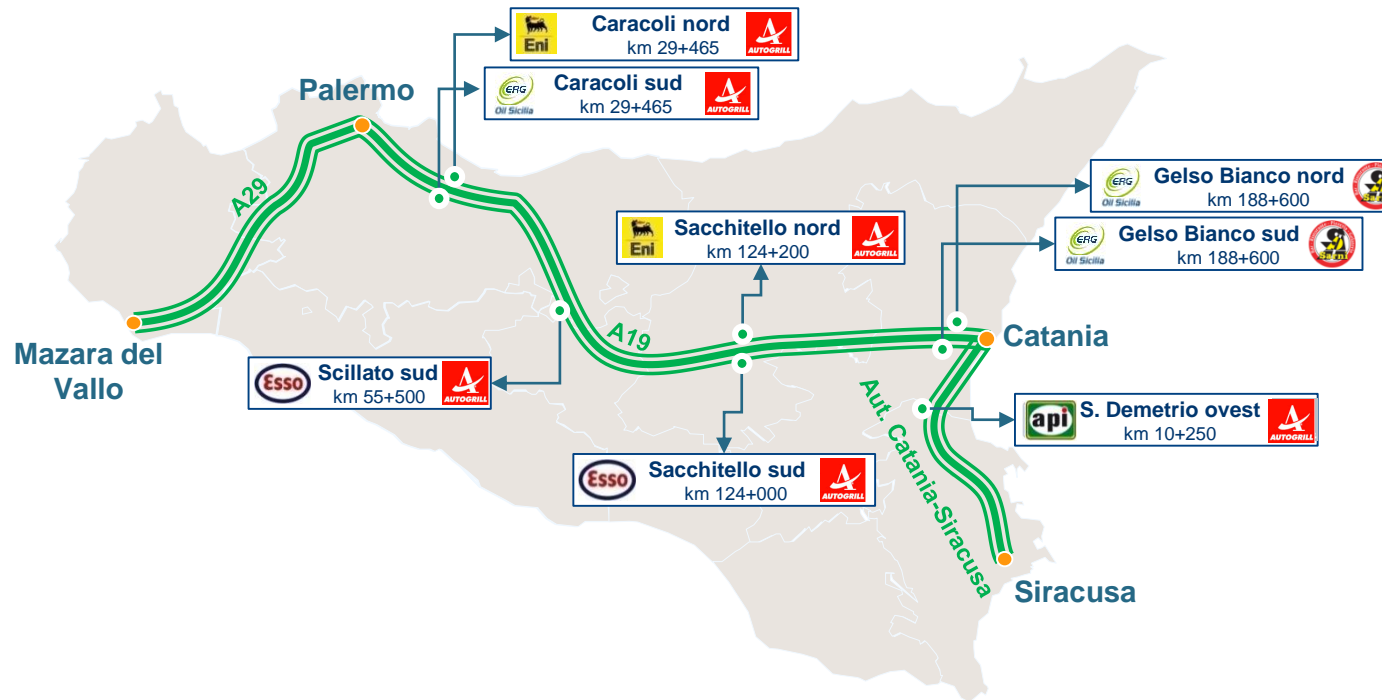 Eni
Caracoli nord
km 29+465
AUTOGRILL
ERG
Oil Sicilia
Caracoli sud
km 29+465
AUTOGRILL
Palermo
A29
ERG
Oil Sicilia
Gelso Bianco nord
km 188+600
Sarni
ERG
Oil Sicilia
Gelso Bianco sud
km 188+600
Sarni
Eni
Sacchitello nord
km 124+200
AUTOGRILL
A19
Catania
Mazara del
Vallo
Esso
Scillato sud
km 55+500
AUTOGRILL
Aut. Catania-Siracusa
api
S. Demetrio ovest
km 10+250
AUTOGRILL
Esso
Sacchitello sud
km 124+000
AUTOGRILL
Siracusa